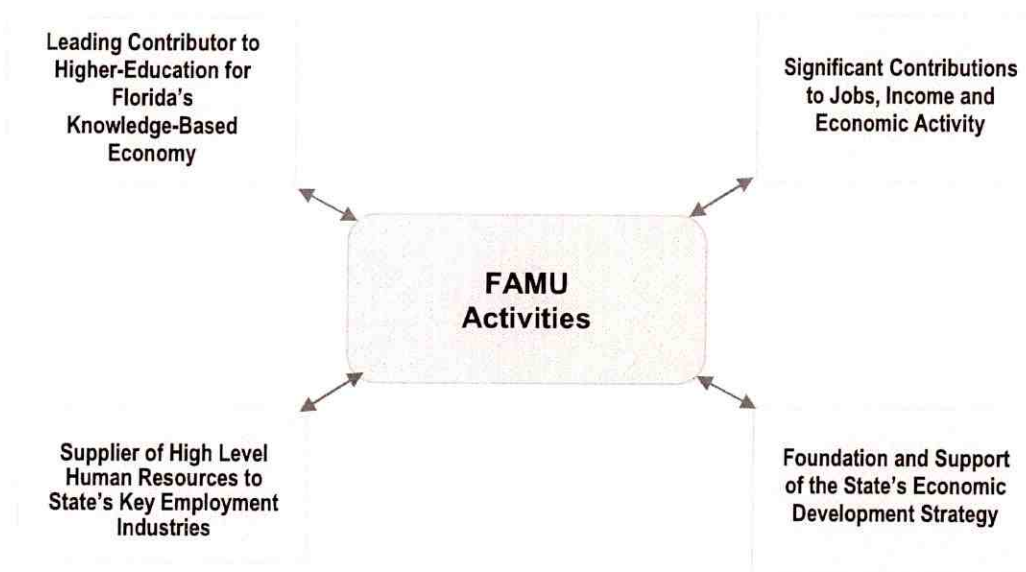 Leading Contributor to
Higher-Education for
Florida's
Knowledge-Based
Economy
Significant Contributions
to Jobs, Income and
Economic Activity
FAMU
Activities
Supplier of High Level
Human Resources to
State's Key Employment
Industries
Foundation and Support
of the State's Economic
Development Strategy